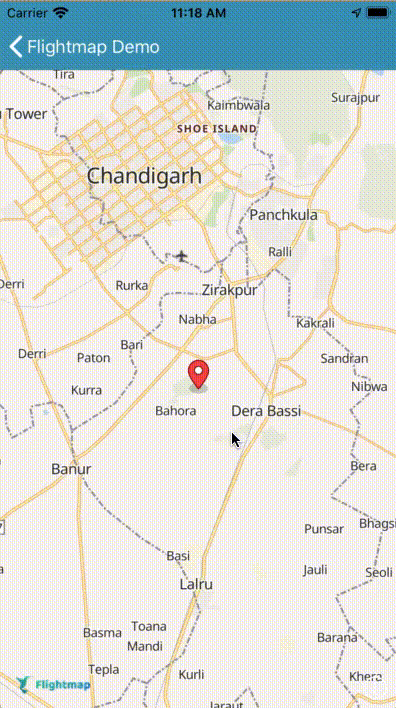 Carrier 11:18 AM
Flightmap Demo
Tira
Tower
Kaimbwala
Surajpur
SHOE ISLAND
Chandigarh
Panchkula
Ralli
Derri
Rurka
Zirakpur
Nabha
Kakrali
Bari
Derri
Paton
Sandran
Kurra
Nibwa
Bahora
Dera Bassi
Banur
Bera
Punsar
Bhagsi
Basi
Jauli
Seoli
Lalru
Toana
Basma
Barana
Mandi
Tepla
Kurli
Khera
Flightmap